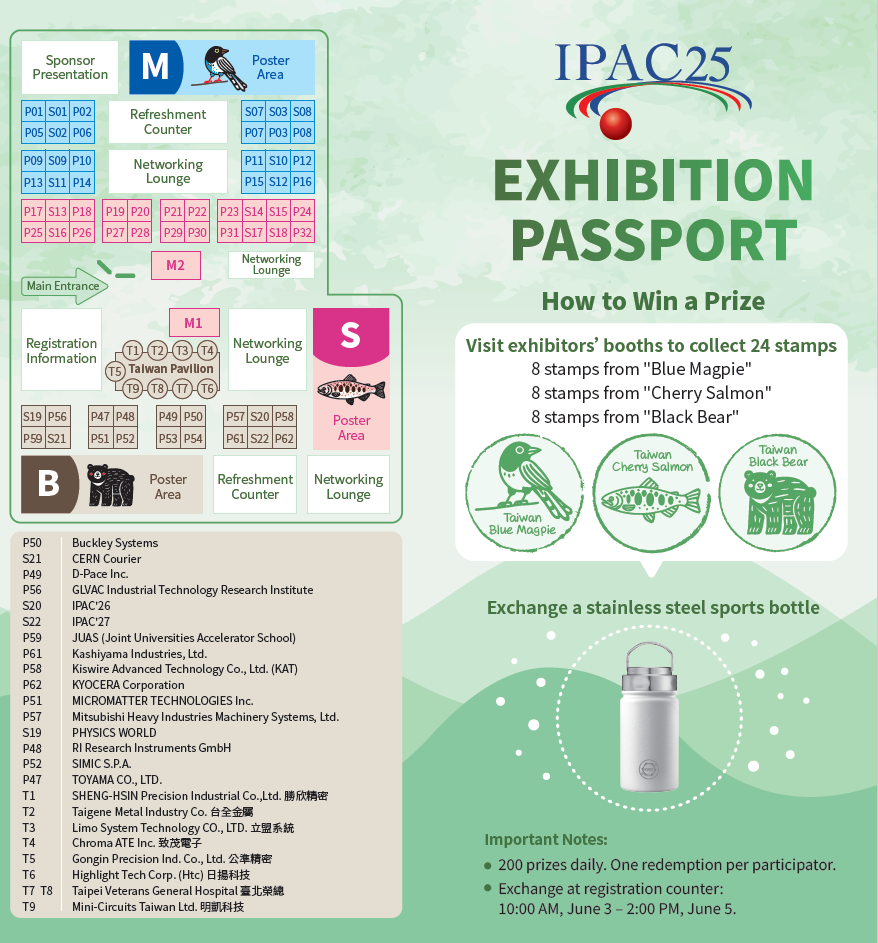 Sponsor
Presentation
M
Poster
Area
P01 S01 P02
P05 S02 P06
Refreshment
Counter
S07 S03 S08
P07 P03 P08
P09 S09 P10
P13 S11 P14
Networking
Lounge
P11 S10 P12
P15 S12 P16
P17 S13 P18
P25 S16 P26
P19 P20
P27 P28
P21 P22
P29 P30
P23 S14 S15 P24
P31 S17 S18 P32
M2
Networking
Lounge
Main Entrance
M1
Registration
Information
T1 T2 T3 T4
T5 Taiwan Pavilion
T9 T8 T7 T6
Networking
Lounge
S
Poster
Area
S19 P56
P59 S21
P47 P48
P51 P52
P49 P50
P53 P54
P57 S20 P58
P61 S22 P62
B
Poster
Area
Refreshment
Counter
Networking
Lounge
P50 Buckley Systems
S21 CERN Courier
P49 D-Pace Inc.
P56 GLVAC Industrial Technology Research Institute
S20 IPAC'26
S22 IPAC'27
P59 JUAS (Joint Universities Accelerator School)
P61 Kashiyama Industries, Ltd.
P58 Kiswire Advanced Technology Co., Ltd. (KAT)
P62 KYOCERA Corporation
P51 MICROMATTER TECHNOLOGIES Inc.
P57 Mitsubishi Heavy Industries Machinery Systems, Ltd.
S19 PHYSICS WORLD
P48 RI Research Instruments GmbH
P52 SIMIC S.P.A.
P47 TOYAMA CO., LTD.
T1 SHENG-HSIN Precision Industrial Co.,Ltd. 勝欣精密
T2 Taigene Metal Industry Co. 台全金屬
T3 Limo System Technology CO., LTD. 立盟系統
T4 Chroma ATE Inc. 致茂電子
T5 Gongin Precision Ind. Co., Ltd. 公準精密
T6 Highlight Tech Corp. (Htc) 日揚科技
T7 T8 Taipei Veterans General Hospital 臺北榮總
T9 Mini-Circuits Taiwan Ltd. 明凱科技
IPAC25
EXHIBITION
PASSPORT
How to Win a Prize
Visit exhibitors' booths to collect 24 stamps
8 stamps from "Blue Magpie"
8 stamps from "Cherry Salmon"
8 stamps from "Black Bear"
Taiwan
Blue Magpie
Taiwan
Cherry Salmon
Taiwan
Black Bear
Exchange a stainless steel sports bottle
Important Notes:
● 200 prizes daily. One redemption per participator.
● Exchange at registration counter:
10:00 AM, June 3 – 2:00 PM, June 5.